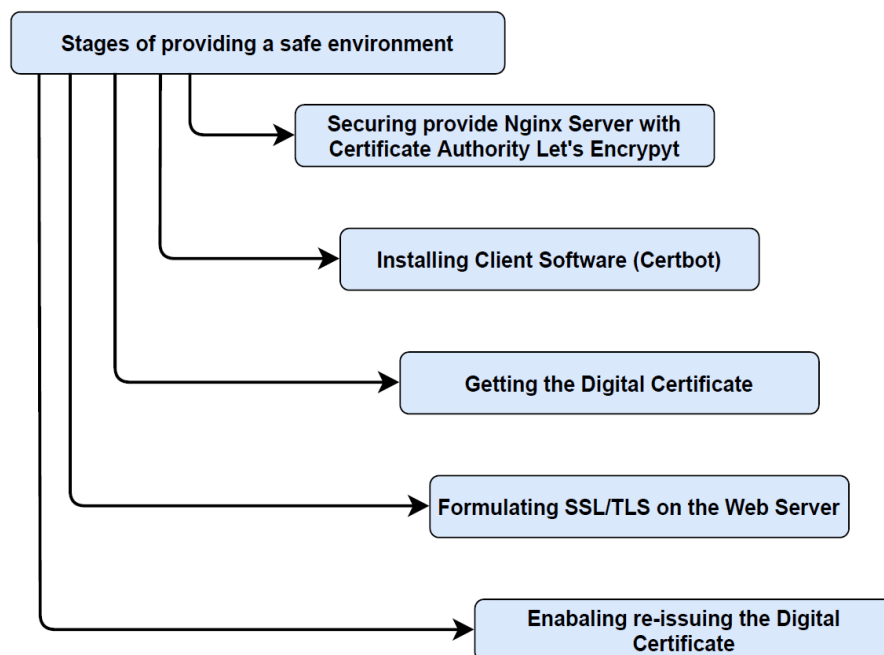 Stages of providing a safe environment
Securing provide Nginx Server with
Certificate Authority Let's Encrypyt
Installing Client Software (Certbot)
Getting the Digital Certificate
Formulating SSL/TLS on the Web Server
Enabaling re-issuing the Digital
Certificate